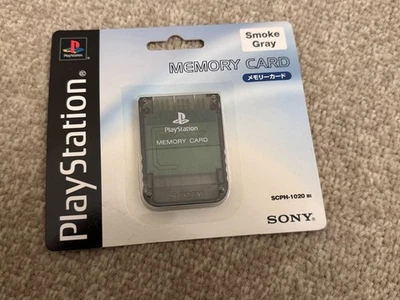 Smoke
Gray
PlayStation
MEMORY CARD
メモリーカード
PlayStation
MEMORY CARD
PlayStation®
SCPH-1020
SONY®